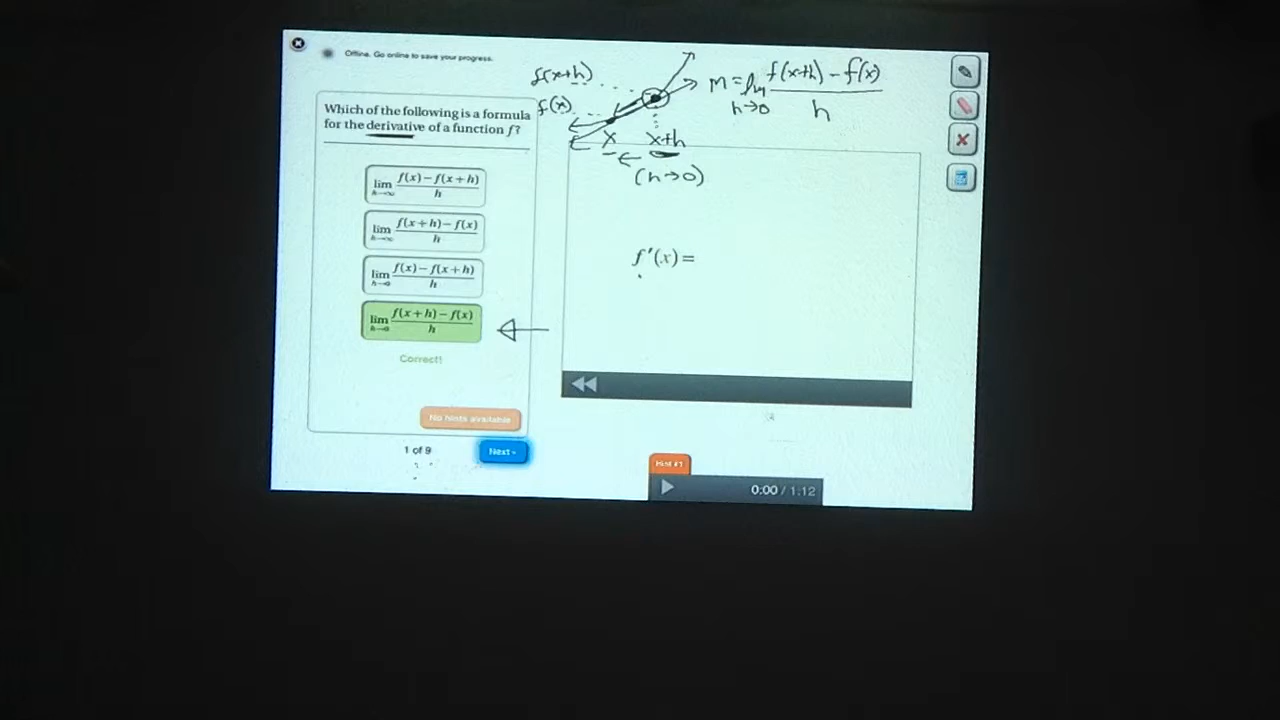 Offline. Go online to save your progress.
Which of the following is a formula
for the derivative of a function f?
lim h→∞ f(x) − f(x + h) / h
lim h→∞ f(x + h) − f(x) / h
lim h→0 f(x) − f(x + h) / h
lim h→0 f(x + h) − f(x) / h
Correct!
No hints available
1 of 9
Next
f(x+h)
f(x)
x
x+h
(h→0)
m = lim h→0 f(x+h) − f(x) / h
f′(x) =
Hint #1
0:00 / 1:12